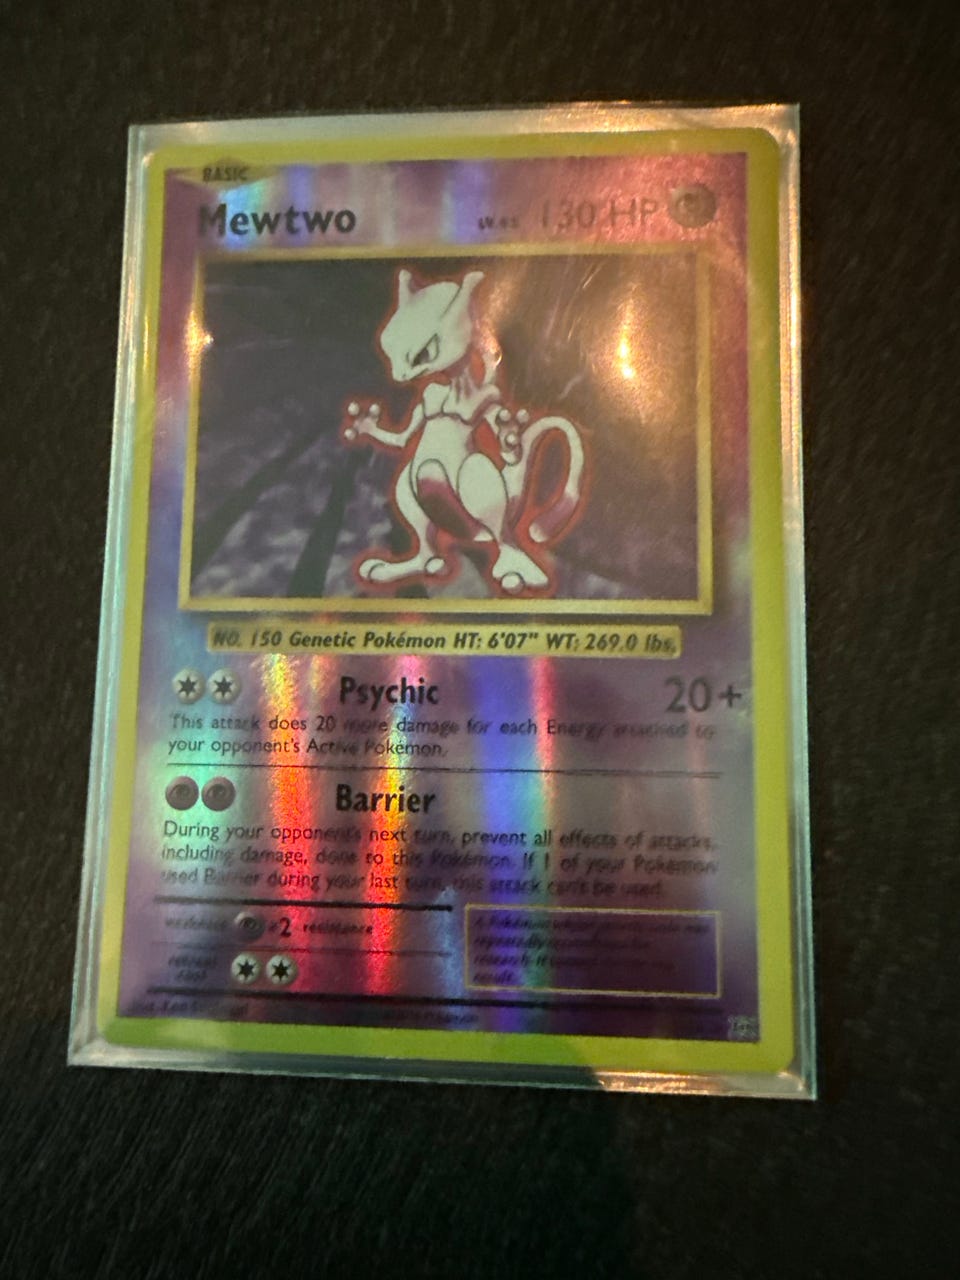 BASIC
Mewtwo LV.53 130 HP
NO. 150 Genetic Pokémon HT: 6'07" WT: 269.0 lbs.
Psychic 20+
This attack does 20 more damage for each Energy attached to
your opponent's Active Pokémon.
Barrier
During your opponent's next turn, prevent all effects of attacks,
including damage, done to this Pokémon. If 1 of your Pokémon
used Barrier during your last turn, this attack can't be used.
weakness ×2 resistance
retreat
cost
result.